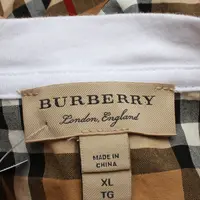 BURBERRY
London, England
MADE IN
CHINA
XL
TG